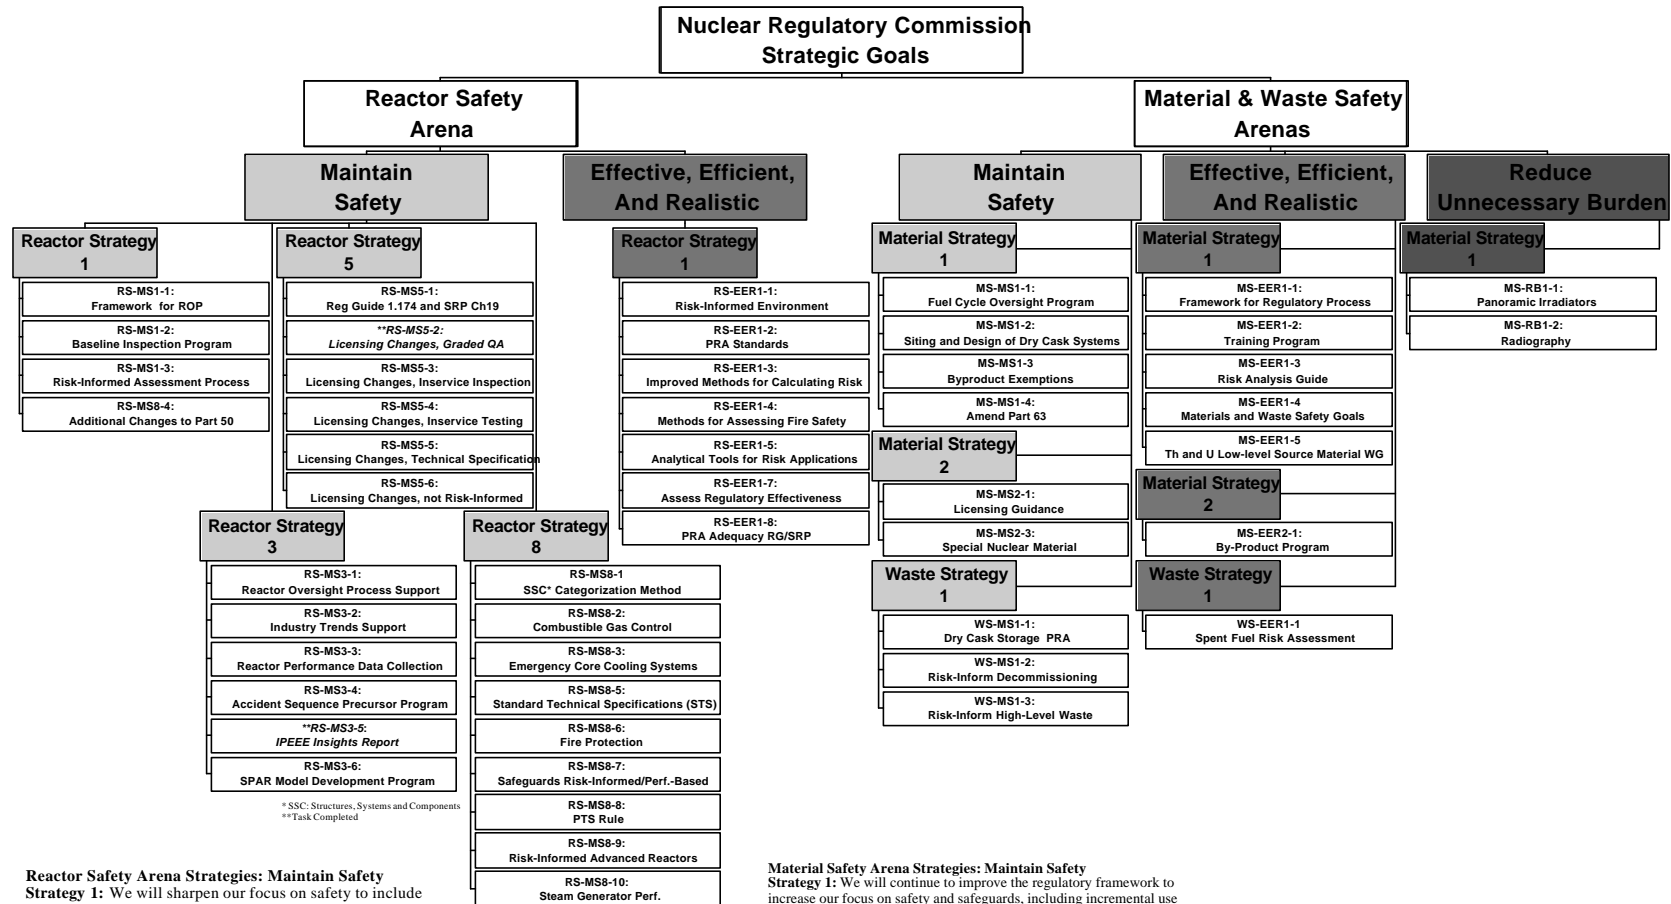 Nuclear Regulatory Commission
Strategic Goals
Reactor Safety
Arena
Maintain
Safety
Reactor Strategy
1
RS-MS1-1:
Framework for ROP
RS-MS1-2:
Baseline Inspection Program
RS-MS1-3:
Risk-Informed Assessment Process
RS-MS8-4:
Additional Changes to Part 50
Reactor Strategy
5
RS-MS5-1:
Reg Guide 1.174 and SRP Ch19
**RS-MS5-2:
Licensing Changes, Graded QA
RS-MS5-3:
Licensing Changes, Inservice Inspection
RS-MS5-4:
Licensing Changes, Inservice Testing
RS-MS5-5:
Licensing Changes, Technical Specification
RS-MS5-6:
Licensing Changes, not Risk-Informed
Reactor Strategy
3
RS-MS3-1:
Reactor Oversight Process Support
RS-MS3-2:
Industry Trends Support
RS-MS3-3:
Reactor Performance Data Collection
RS-MS3-4:
Accident Sequence Precursor Program
**RS-MS3-5:
IPEEE Insights Report
RS-MS3-6:
SPAR Model Development Program
* SSC: Structures, Systems and Components
**Task Completed
Reactor Strategy
8
RS-MS8-1
SSC* Categorization Method
RS-MS8-2:
Combustible Gas Control
RS-MS8-3:
Emergency Core Cooling Systems
RS-MS8-5:
Standard Technical Specifications (STS)
RS-MS8-6:
Fire Protection
RS-MS8-7:
Safeguards Risk-Informed/Perf.-Based
RS-MS8-8:
PTS Rule
RS-MS8-9:
Risk-Informed Advanced Reactors
RS-MS8-10:
Steam Generator Perf.
Effective, Efficient,
And Realistic
Reactor Strategy
1
RS-EER1-1:
Risk-Informed Environment
RS-EER1-2:
PRA Standards
RS-EER1-3:
Improved Methods for Calculating Risk
RS-EER1-4:
Methods for Assessing Fire Safety
RS-EER1-5:
Analytical Tools for Risk Applications
RS-EER1-7:
Assess Regulatory Effectiveness
RS-EER1-8:
PRA Adequacy RG/SRP
Material & Waste Safety
Arenas
Maintain
Safety
Material Strategy
1
MS-MS1-1:
Fuel Cycle Oversight Program
MS-MS1-2:
Siting and Design of Dry Cask Systems
MS-MS1-3
Byproduct Exemptions
MS-MS1-4:
Amend Part 63
Material Strategy
2
MS-MS2-1:
Licensing Guidance
MS-MS2-3:
Special Nuclear Material
Waste Strategy
1
WS-MS1-1:
Dry Cask Storage PRA
WS-MS1-2:
Risk-Inform Decommissioning
WS-MS1-3:
Risk-Inform High-Level Waste
Effective, Efficient,
And Realistic
Material Strategy
1
MS-EER1-1:
Framework for Regulatory Process
MS-EER1-2:
Training Program
MS-EER1-3
Risk Analysis Guide
MS-EER1-4
Materials and Waste Safety Goals
MS-EER1-5
Th and U Low-level Source Material WG
Material Strategy
2
MS-EER2-1:
By-Product Program
Waste Strategy
1
WS-EER1-1
Spent Fuel Risk Assessment
Reduce
Unnecessary Burden
Material Strategy
1
MS-RB1-1:
Panoramic Irradiators
MS-RB1-2:
Radiography
Reactor Safety Arena Strategies: Maintain Safety
Strategy 1: We will sharpen our focus on safety to include
Material Safety Arena Strategies: Maintain Safety
Strategy 1: We will continue to improve the regulatory framework to
increase our focus on safety and safeguards, including incremental use